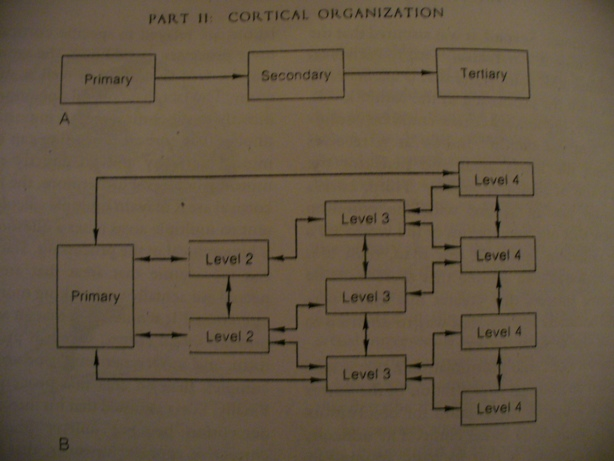 PART II: CORTICAL ORGANIZATION
Primary
Secondary
Tertiary
A
Level 4
Level 3
Level 2
Level 4
Primary
Level 3
Level 2
Level 4
Level 3
Level 4
B